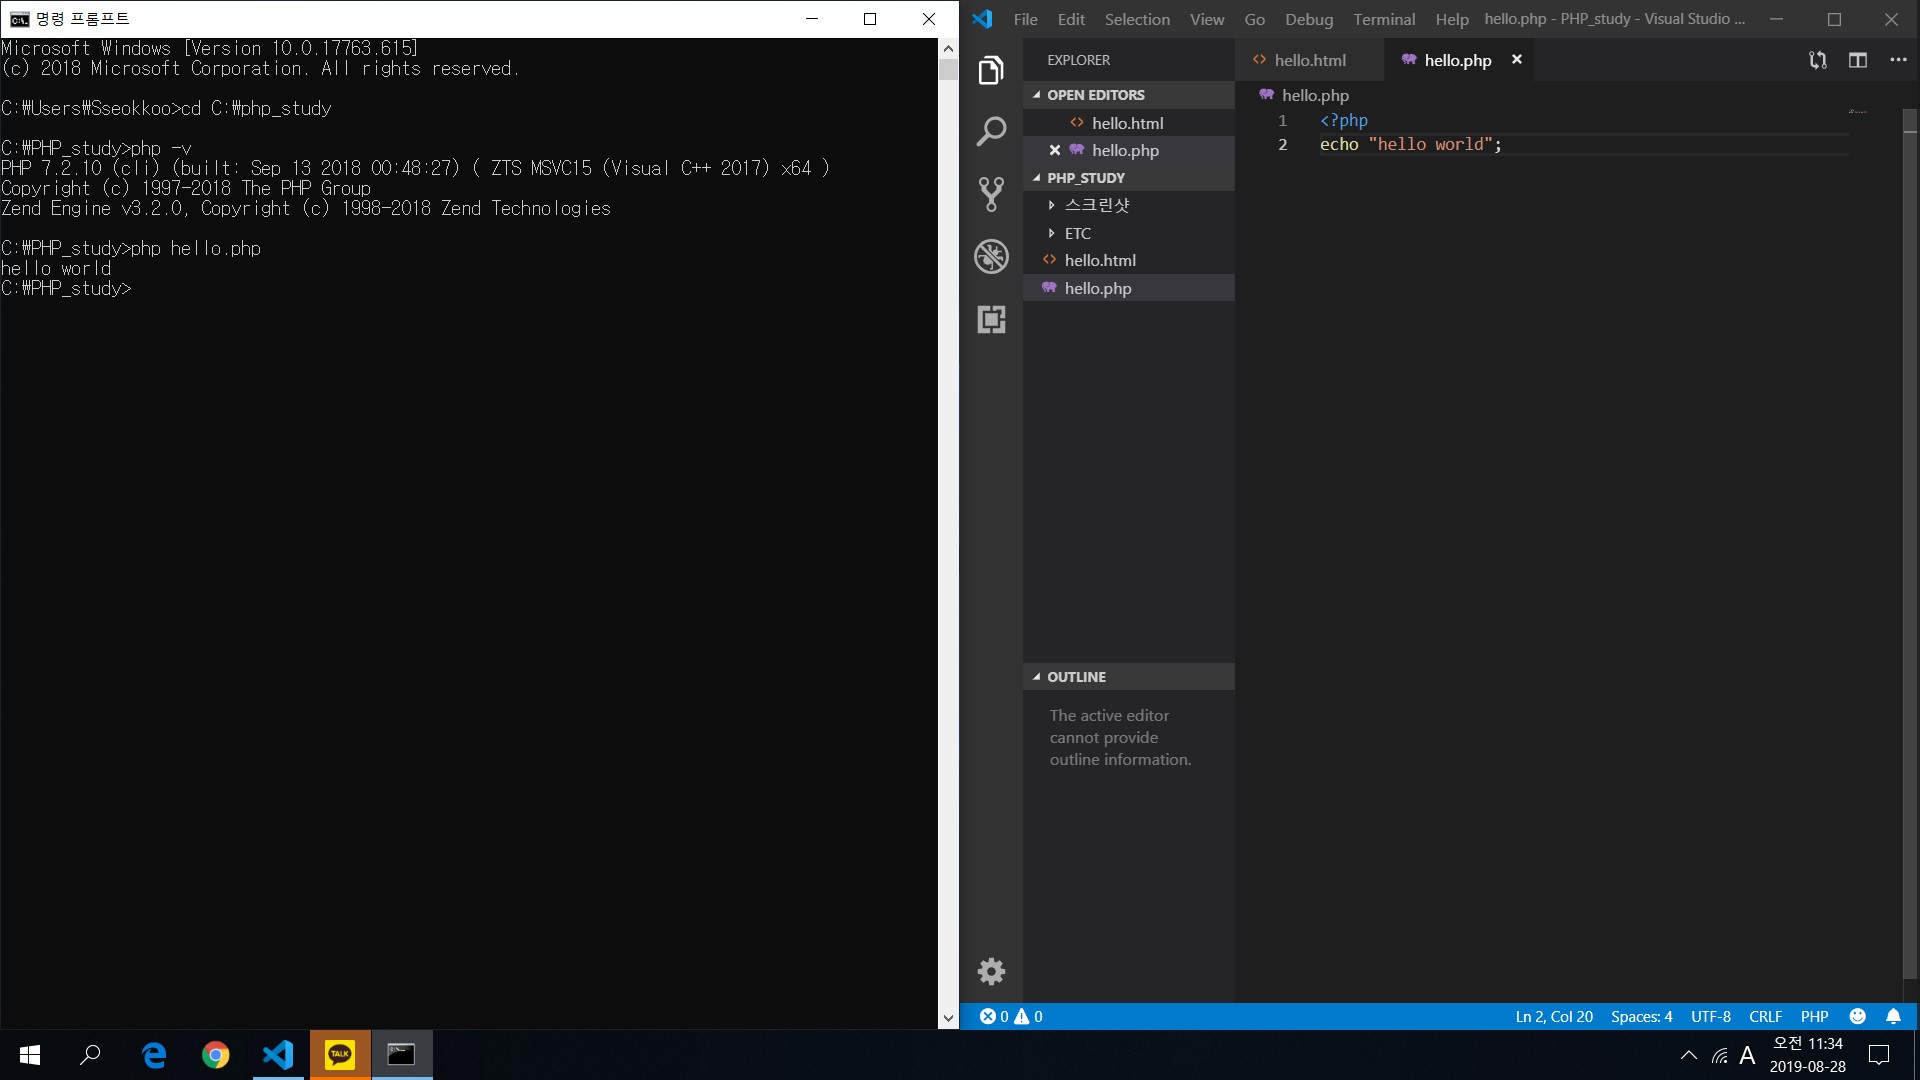 명령 프롬프트
Microsoft Windows [Version 10.0.17763.615]
(c) 2018 Microsoft Corporation. All rights reserved.
C:₩Users₩Sseokkoo>cd C:₩php_study
C:₩PHP_study>php -v
PHP 7.2.10 (cli) (built: Sep 13 2018 00:48:27) ( ZTS MSVC15 (Visual C++ 2017) x64 )
Copyright (c) 1997-2018 The PHP Group
Zend Engine v3.2.0, Copyright (c) 1998-2018 Zend Technologies
C:₩PHP_study>php hello.php
hello world
C:₩PHP_study>
File Edit Selection View Go Debug Terminal Help hello.php - PHP_study - Visual Studio ...
EXPLORER
OPEN EDITORS
hello.html
hello.php
PHP_STUDY
스크린샷
ETC
hello.html
hello.php
OUTLINE
The active editor
cannot provide
outline information.
hello.html hello.php
hello.php
1 <?php
2 echo "hello world";
0 0 Ln 2, Col 20 Spaces: 4 UTF-8 CRLF PHP
TALK
A
오전 11:34
2019-08-28